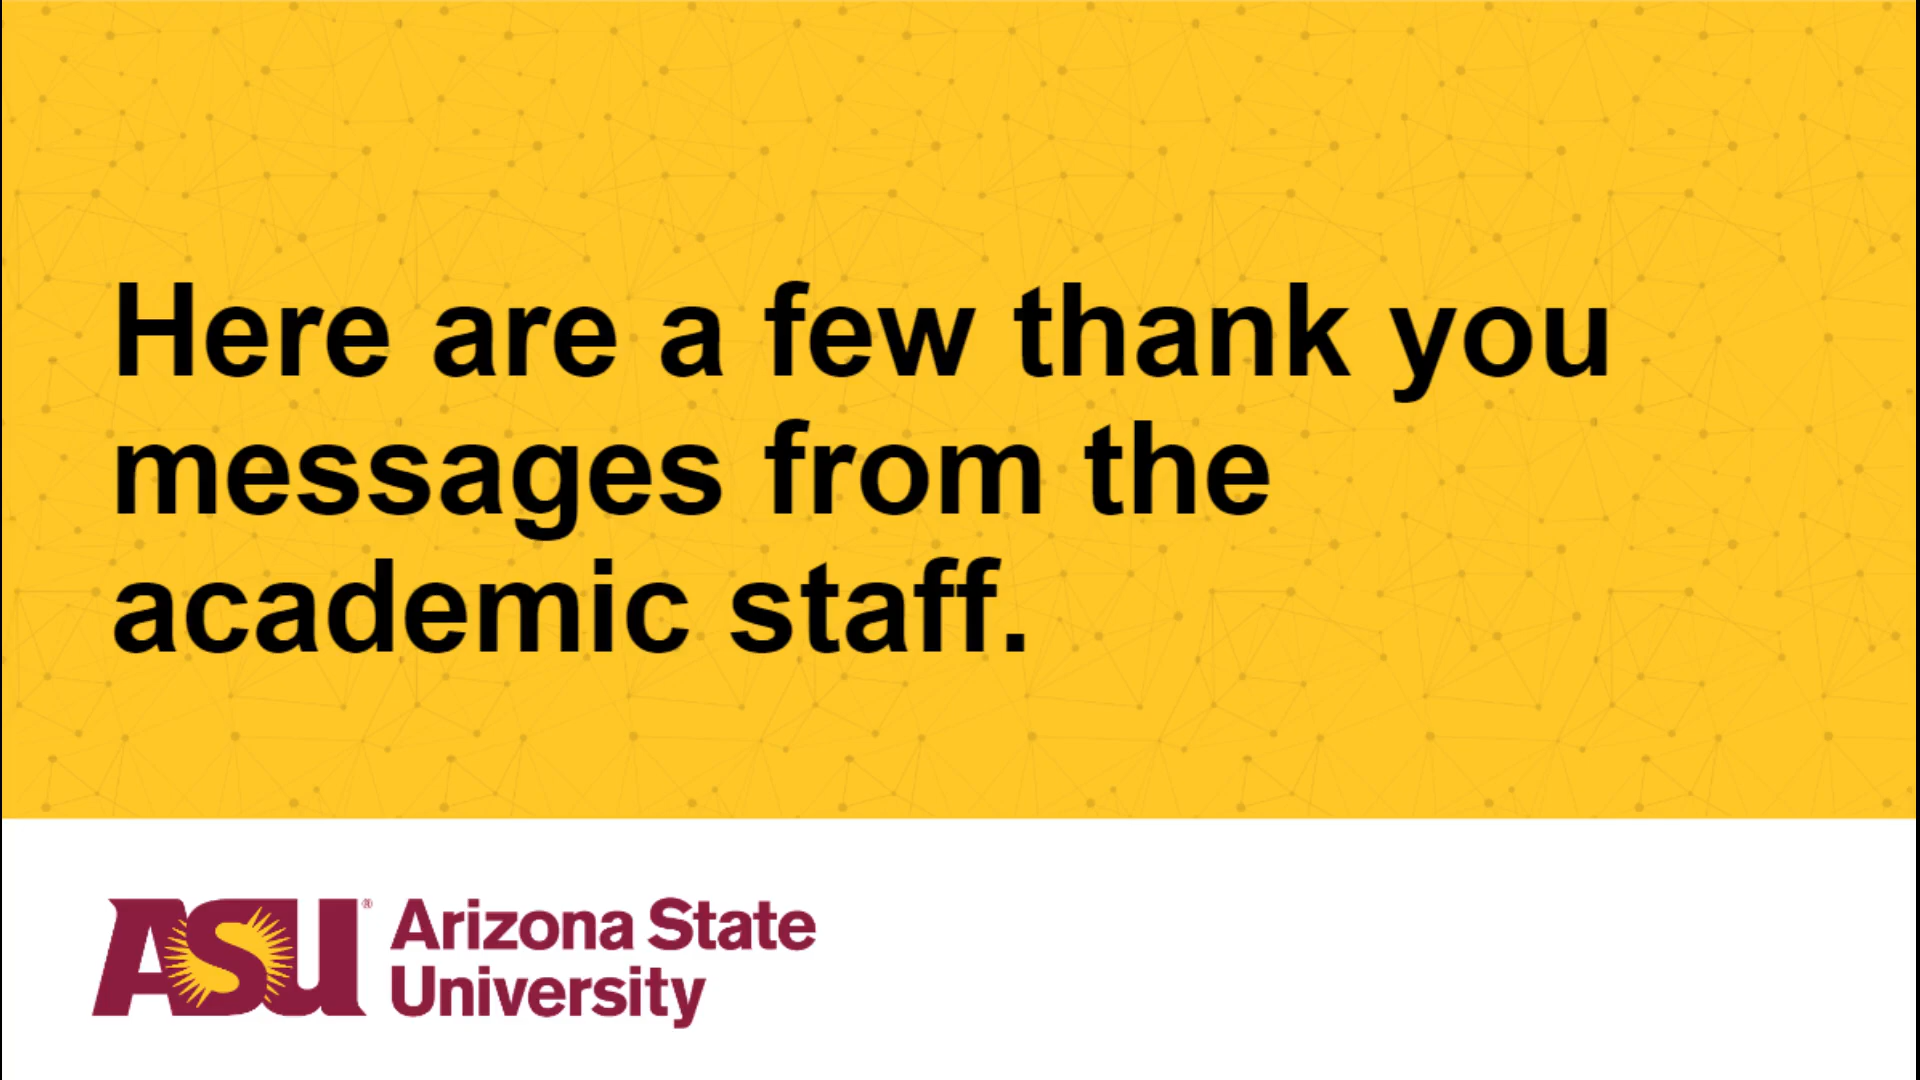 Here are a few thank you
messages from the
academic staff.
ASU®
Arizona State
University